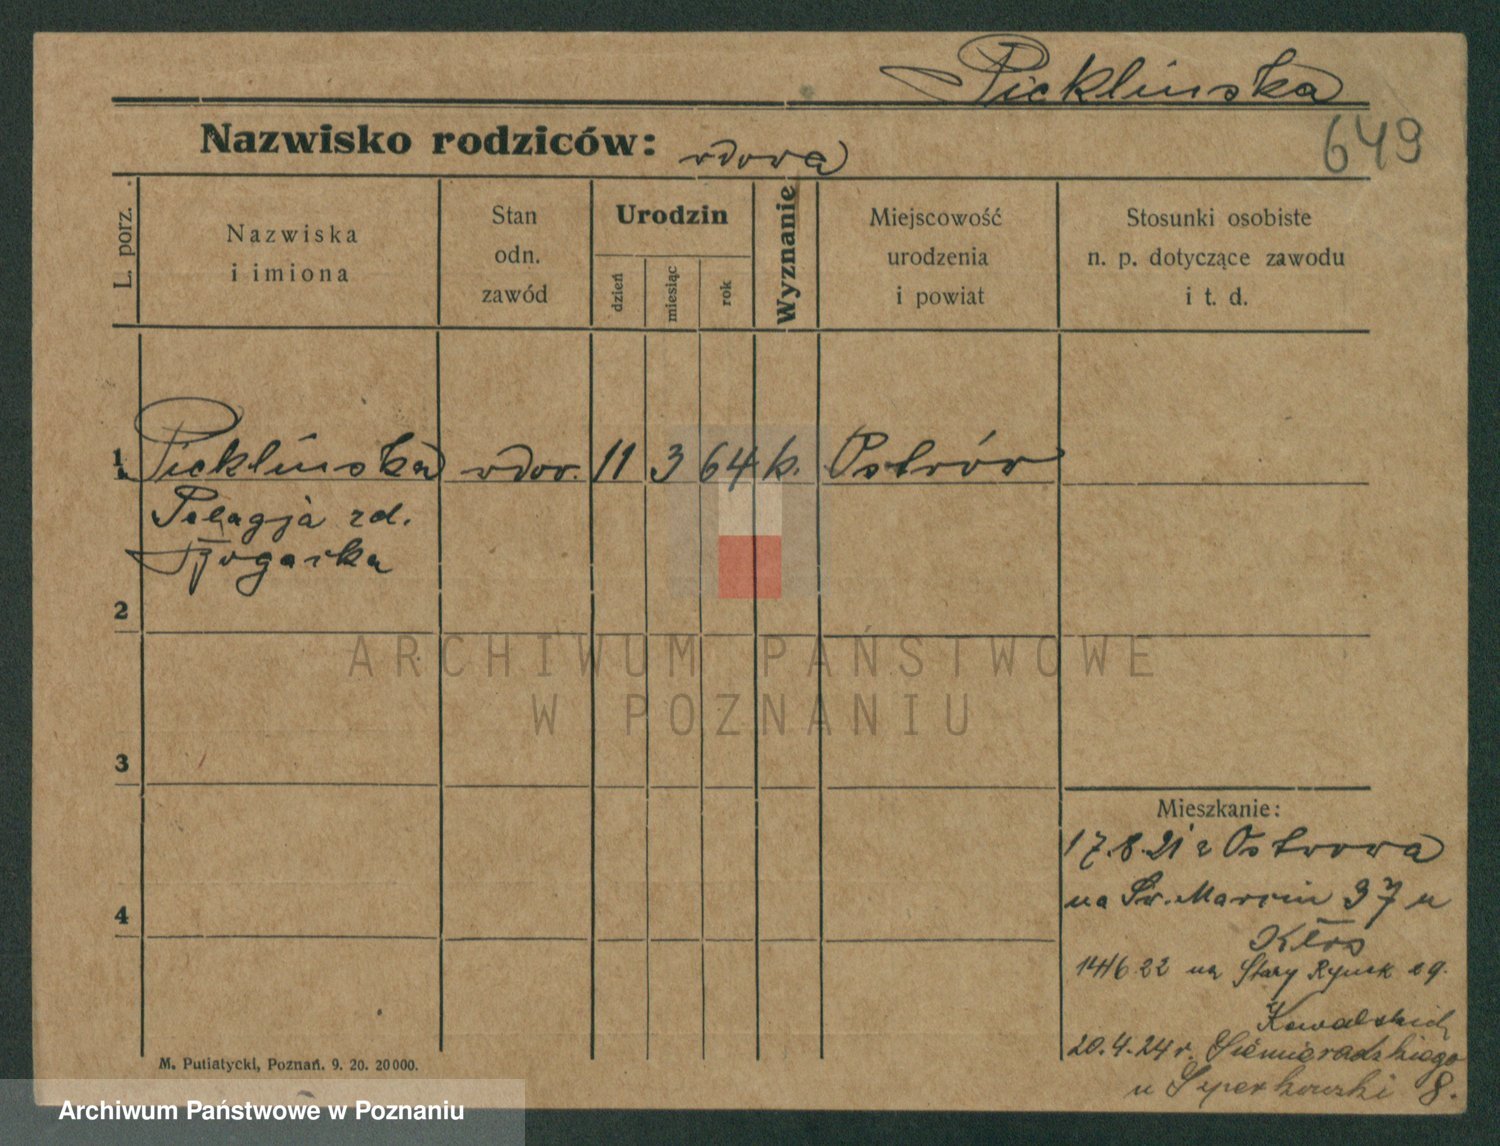 Picklińska
649
Nazwisko rodziców: wdowa
L. porz.
Nazwiska
i imiona
Stan
odn.
zawód
Urodzin
dzień
miesiąc
rok
Wyznanie
Miejscowość
urodzenia
i powiat
Stosunki osobiste
n. p. dotyczące zawodu
i t. d.
1 Picklińska wdow. 11 3 64 k. Ostrów
Pelagja zd.
2
3
4
Mieszkanie:
17.8.21 z Ostrowa
na Św. Marcin 37 u
Kłos
22 na Stary Rynek
20.4.24 r. Siemieradzkiego
u 8.
ARCHIWUM PAŃSTWOWE
W POZNANIU
M. Putiatycki, Poznań. 9. 20. 20000.
Archiwum Państwowe w Poznaniu